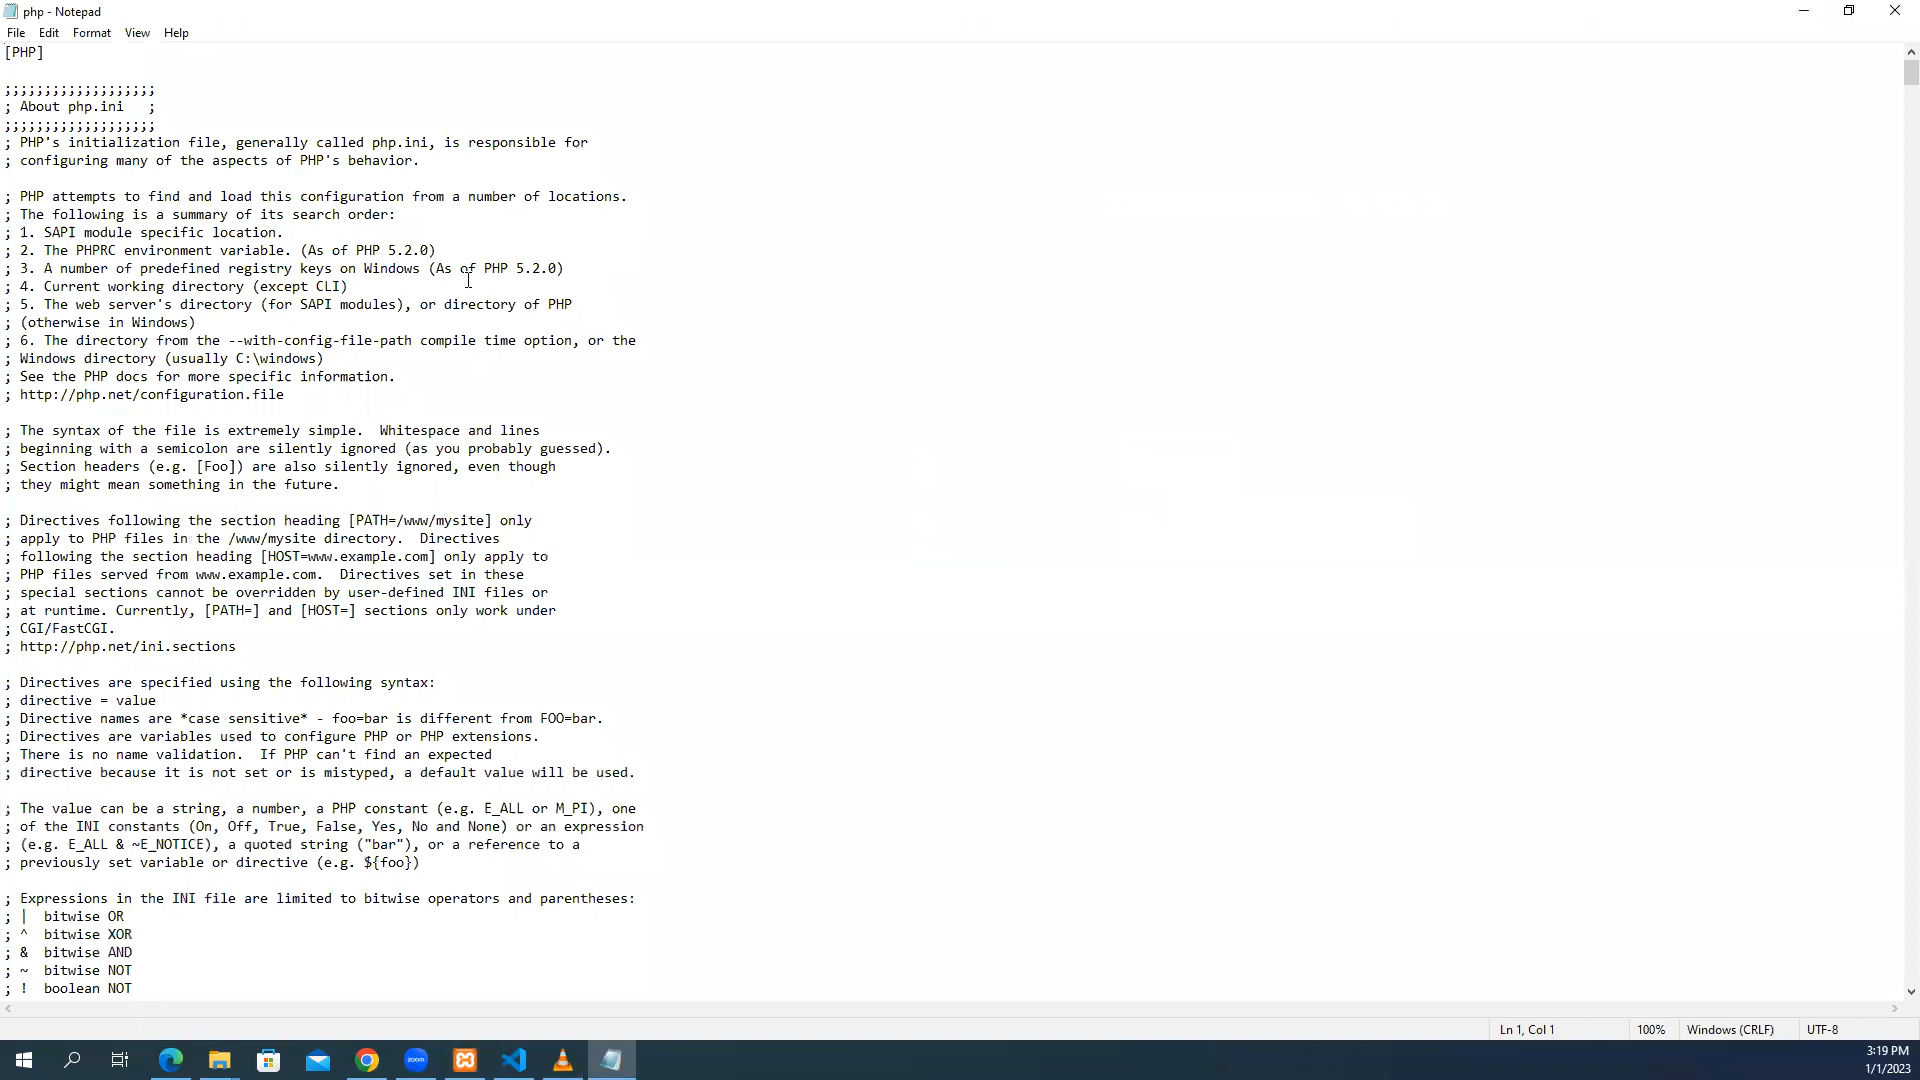 php - Notepad
File Edit Format View Help
[PHP]
;;;;;;;;;;;;;;;;;;;
; About php.ini   ;
;;;;;;;;;;;;;;;;;;;
; PHP's initialization file, generally called php.ini, is responsible for
; configuring many of the aspects of PHP's behavior.
; PHP attempts to find and load this configuration from a number of locations.
; The following is a summary of its search order:
; 1. SAPI module specific location.
; 2. The PHPRC environment variable. (As of PHP 5.2.0)
; 3. A number of predefined registry keys on Windows (As of PHP 5.2.0)
; 4. Current working directory (except CLI)
; 5. The web server's directory (for SAPI modules), or directory of PHP
; (otherwise in Windows)
; 6. The directory from the --with-config-file-path compile time option, or the
; Windows directory (usually C:\windows)
; See the PHP docs for more specific information.
; http://php.net/configuration.file
; The syntax of the file is extremely simple.  Whitespace and lines
; beginning with a semicolon are silently ignored (as you probably guessed).
; Section headers (e.g. [Foo]) are also silently ignored, even though
; they might mean something in the future.
; Directives following the section heading [PATH=/www/mysite] only
; apply to PHP files in the /www/mysite directory.  Directives
; following the section heading [HOST=www.example.com] only apply to
; PHP files served from www.example.com.  Directives set in these
; special sections cannot be overridden by user-defined INI files or
; at runtime. Currently, [PATH=] and [HOST=] sections only work under
; CGI/FastCGI.
; http://php.net/ini.sections
; Directives are specified using the following syntax:
; directive = value
; Directive names are *case sensitive* - foo=bar is different from FOO=bar.
; Directives are variables used to configure PHP or PHP extensions.
; There is no name validation.  If PHP can't find an expected
; directive because it is not set or is mistyped, a default value will be used.
; The value can be a string, a number, a PHP constant (e.g. E_ALL or M_PI), one
; of the INI constants (On, Off, True, False, Yes, No and None) or an expression
; (e.g. E_ALL & ~E_NOTICE), a quoted string ("bar"), or a reference to a
; previously set variable or directive (e.g. ${foo})
; Expressions in the INI file are limited to bitwise operators and parentheses:
; |  bitwise OR
; ^  bitwise XOR
; &  bitwise AND
; ~  bitwise NOT
; !  boolean NOT
Ln 1, Col 1 100% Windows (CRLF) UTF-8
zoom
3:19 PM
1/1/2023